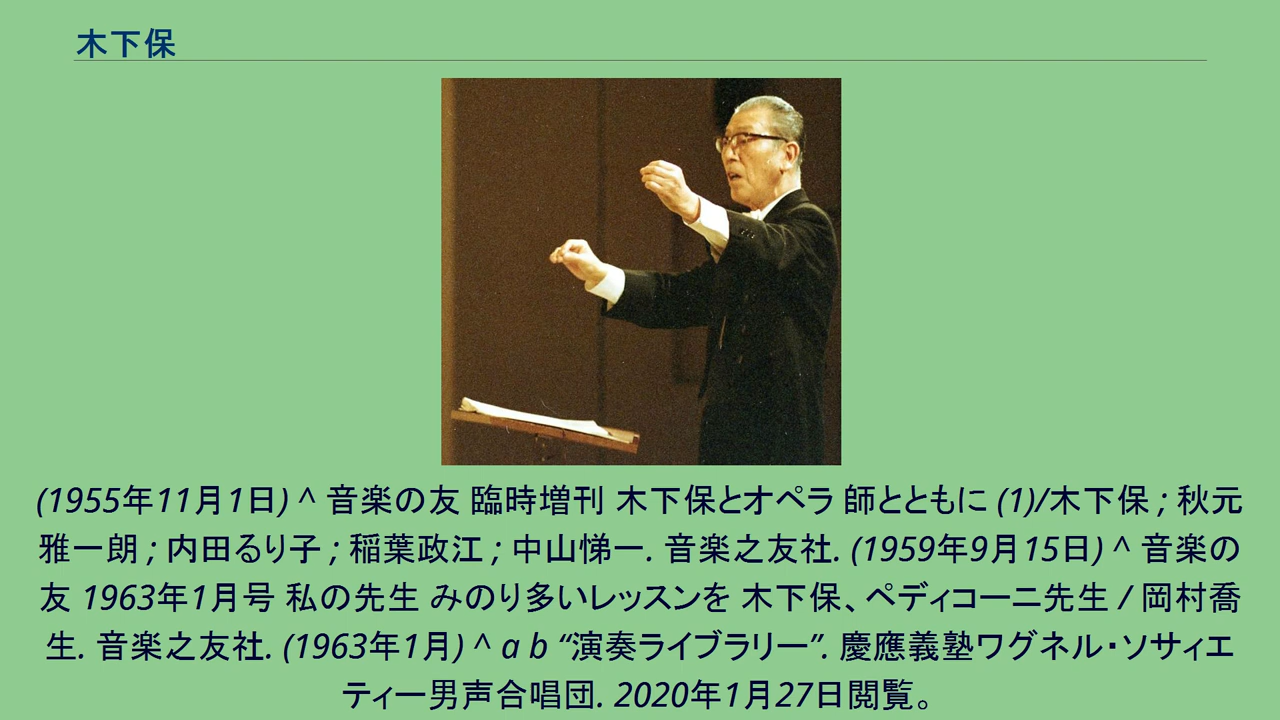 木下保
(1955年11月1日) ^ 音楽の友 臨時増刊 木下保とオペラ 師とともに (1)/木下保 ; 秋元
雅一朗 ; 内田るり子 ; 稲葉政江 ; 中山悌一. 音楽之友社. (1959年9月15日) ^ 音楽の
友 1963年1月号 私の先生 みのり多いレッスンを 木下保、ペディコーニ先生 / 岡村喬
生. 音楽之友社. (1963年1月) ^ a b “演奏ライブラリー”. 慶應義塾ワグネル・ソサィエ
ティー男声合唱団. 2020年1月27日閲覧。